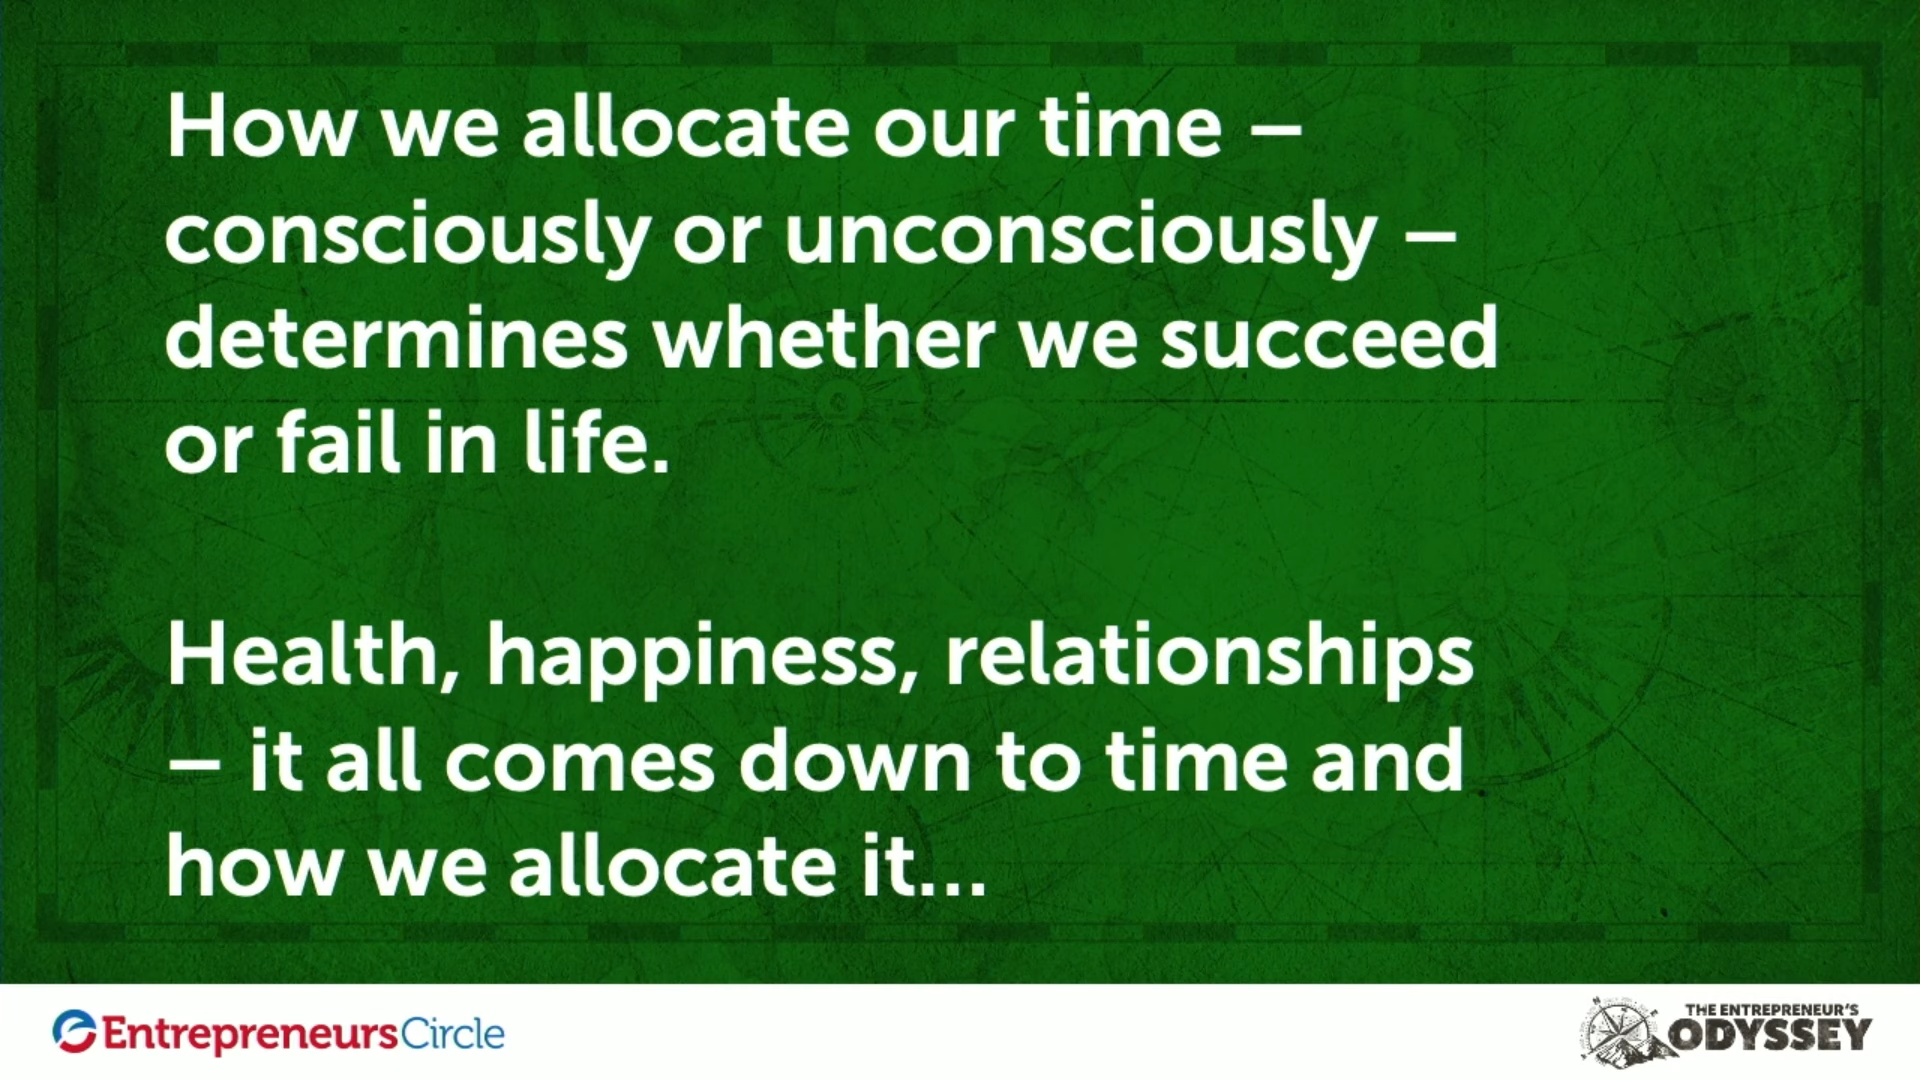 How we allocate our time –
consciously or unconsciously –
determines whether we succeed
or fail in life.
Health, happiness, relationships
– it all comes down to time and
how we allocate it...
EntrepreneursCircle
THE ENTREPRENEUR'S
ODYSSEY